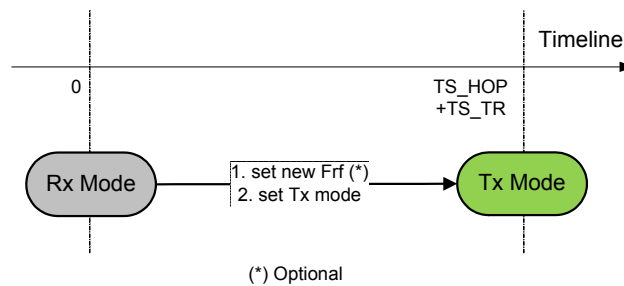 Timeline
0
TS_HOP
+TS_TR
Rx Mode
1. set new Frf (*)
2. set Tx mode
Tx Mode
(*) Optional